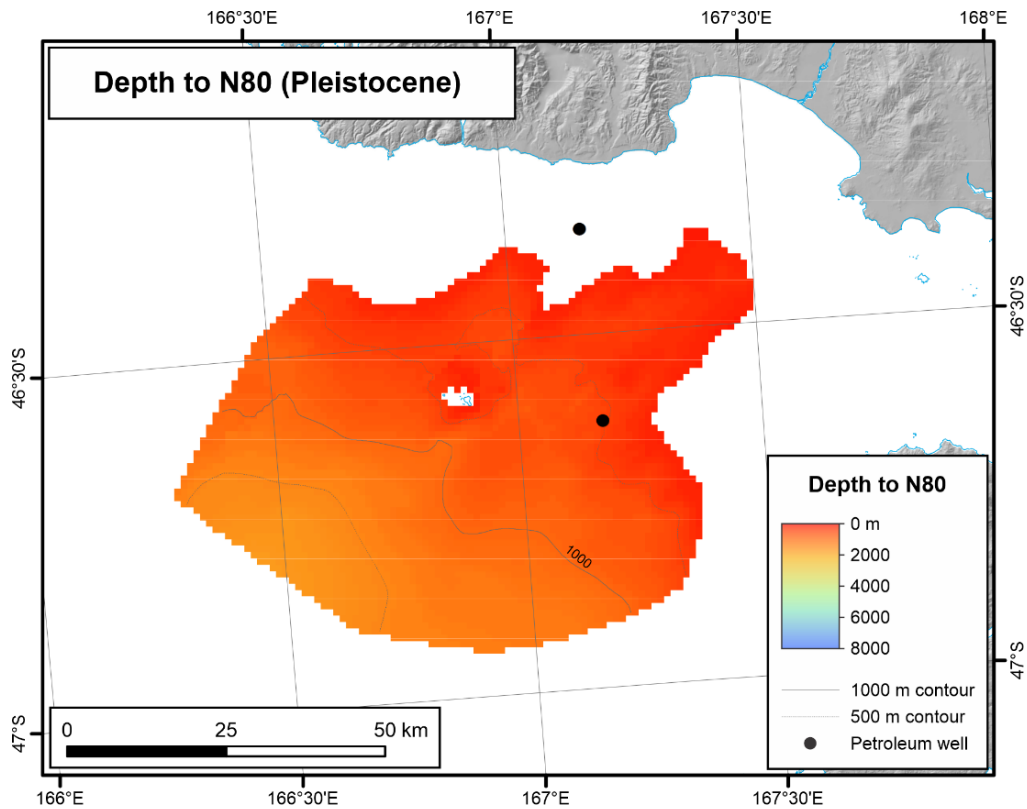 166°30'E 167°E 167°30'E 168°E
Depth to N80 (Pleistocene)
46°30'S
46°30'S
1000
Depth to N80
0 m
2000
4000
6000
8000
1000 m contour
500 m contour
Petroleum well
47°S
0 25 50 km
47°S
166°E 166°30'E 167°E 167°30'E